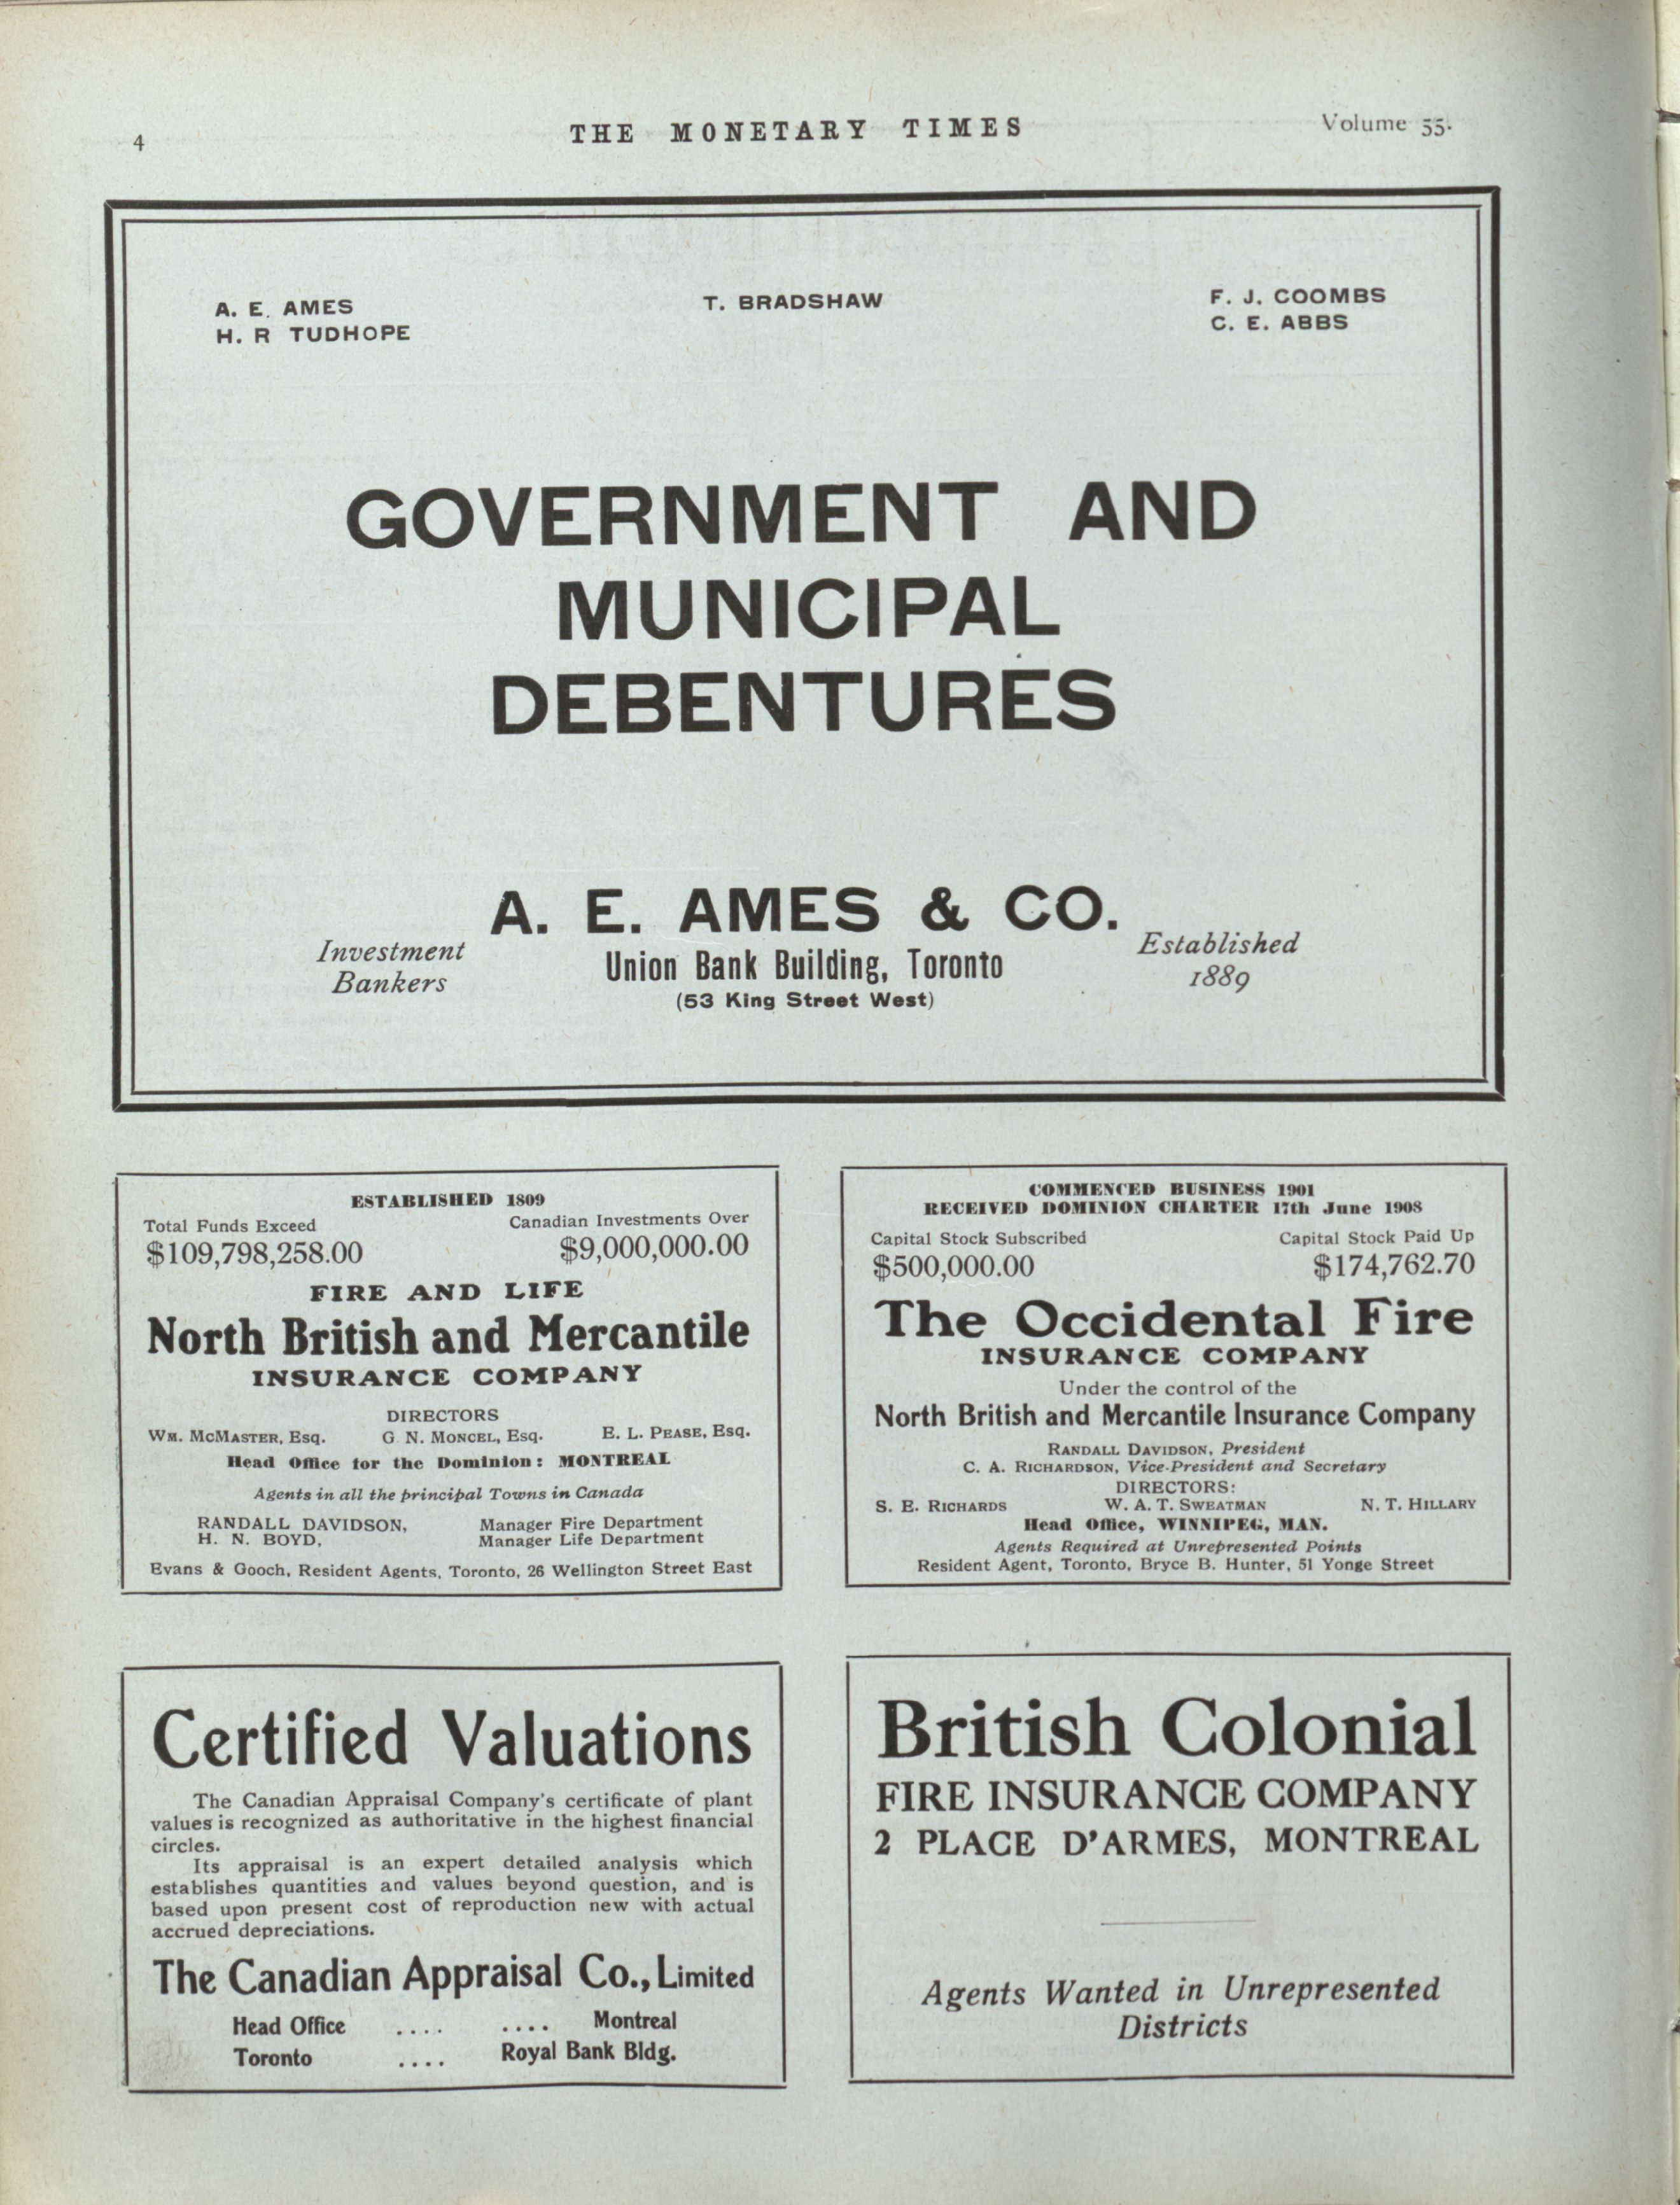 4
THE MONETARY TIMES
Volume 55.
A. E. AMES
H. R TUDHOPE
T. BRADSHAW
F. J. COOMBS
C. E. ABBS
GOVERNMENT AND
MUNICIPAL
DEBENTURES
A. E. AMES & CO.
Investment
Bankers
Union Bank Building, Toronto
(53 King Street West)
Established
1889
ESTABLISHED 1809
Total Funds Exceed
Canadian Investments Over
$109,798,258.00
$9,000,000.00
FIRE AND LIFE
North British and Mercantile
INSURANCE COMPANY
DIRECTORS
WM. MCMASTER, Esq. G. N. MONCEL, Esq. E. L. PEASE, Esq.
Head Office for the Dominion: MONTREAL
Agents in all the principal Towns in Canada
RANDALL DAVIDSON, Manager Fire Department
H. N. BOYD, Manager Life Department
Evans & Gooch, Resident Agents, Toronto, 26 Wellington Street East
COMMENCED BUSINESS 1901
RECEIVED DOMINION CHARTER 17th June 1908
Capital Stock Subscribed
Capital Stock Paid Up
$500,000.00
$174,762.70
The Occidental Fire
INSURANCE COMPANY
Under the control of the
North British and Mercantile Insurance Company
RANDALL DAVIDSON, President
C. A. RICHARDSON, Vice-President and Secretary
DIRECTORS:
S. E. RICHARDS W. A. T. SWEATMAN N. T. HILLARY
Head Office, WINNIPEG, MAN.
Agents Required at Unrepresented Points
Resident Agent, Toronto, Bryce B. Hunter, 51 Yonge Street
Certified Valuations
The Canadian Appraisal Company's certificate of plant
values is recognized as authoritative in the highest financial
circles.
Its appraisal is an expert detailed analysis which
establishes quantities and values beyond question, and is
based upon present cost of reproduction new with actual
accrued depreciations.
The Canadian Appraisal Co., Limited
Head Office .... .... Montreal
Toronto .... Royal Bank Bldg.
British Colonial
FIRE INSURANCE COMPANY
2 PLACE D'ARMES, MONTREAL
Agents Wanted in Unrepresented
Districts